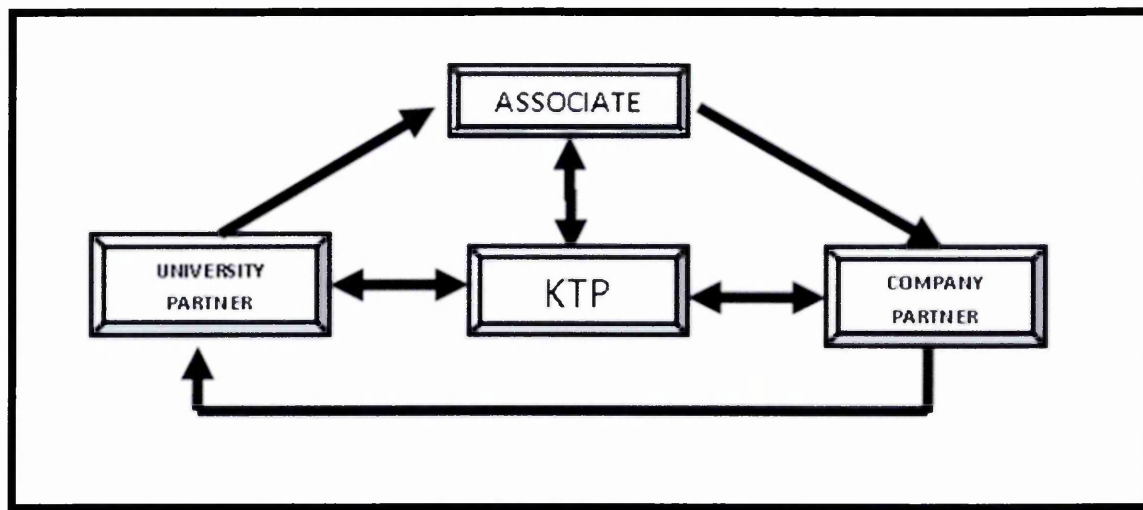 ASSOCIATE
UNIVERSITY
PARTNER
KTP
COMPANY
PARTNER